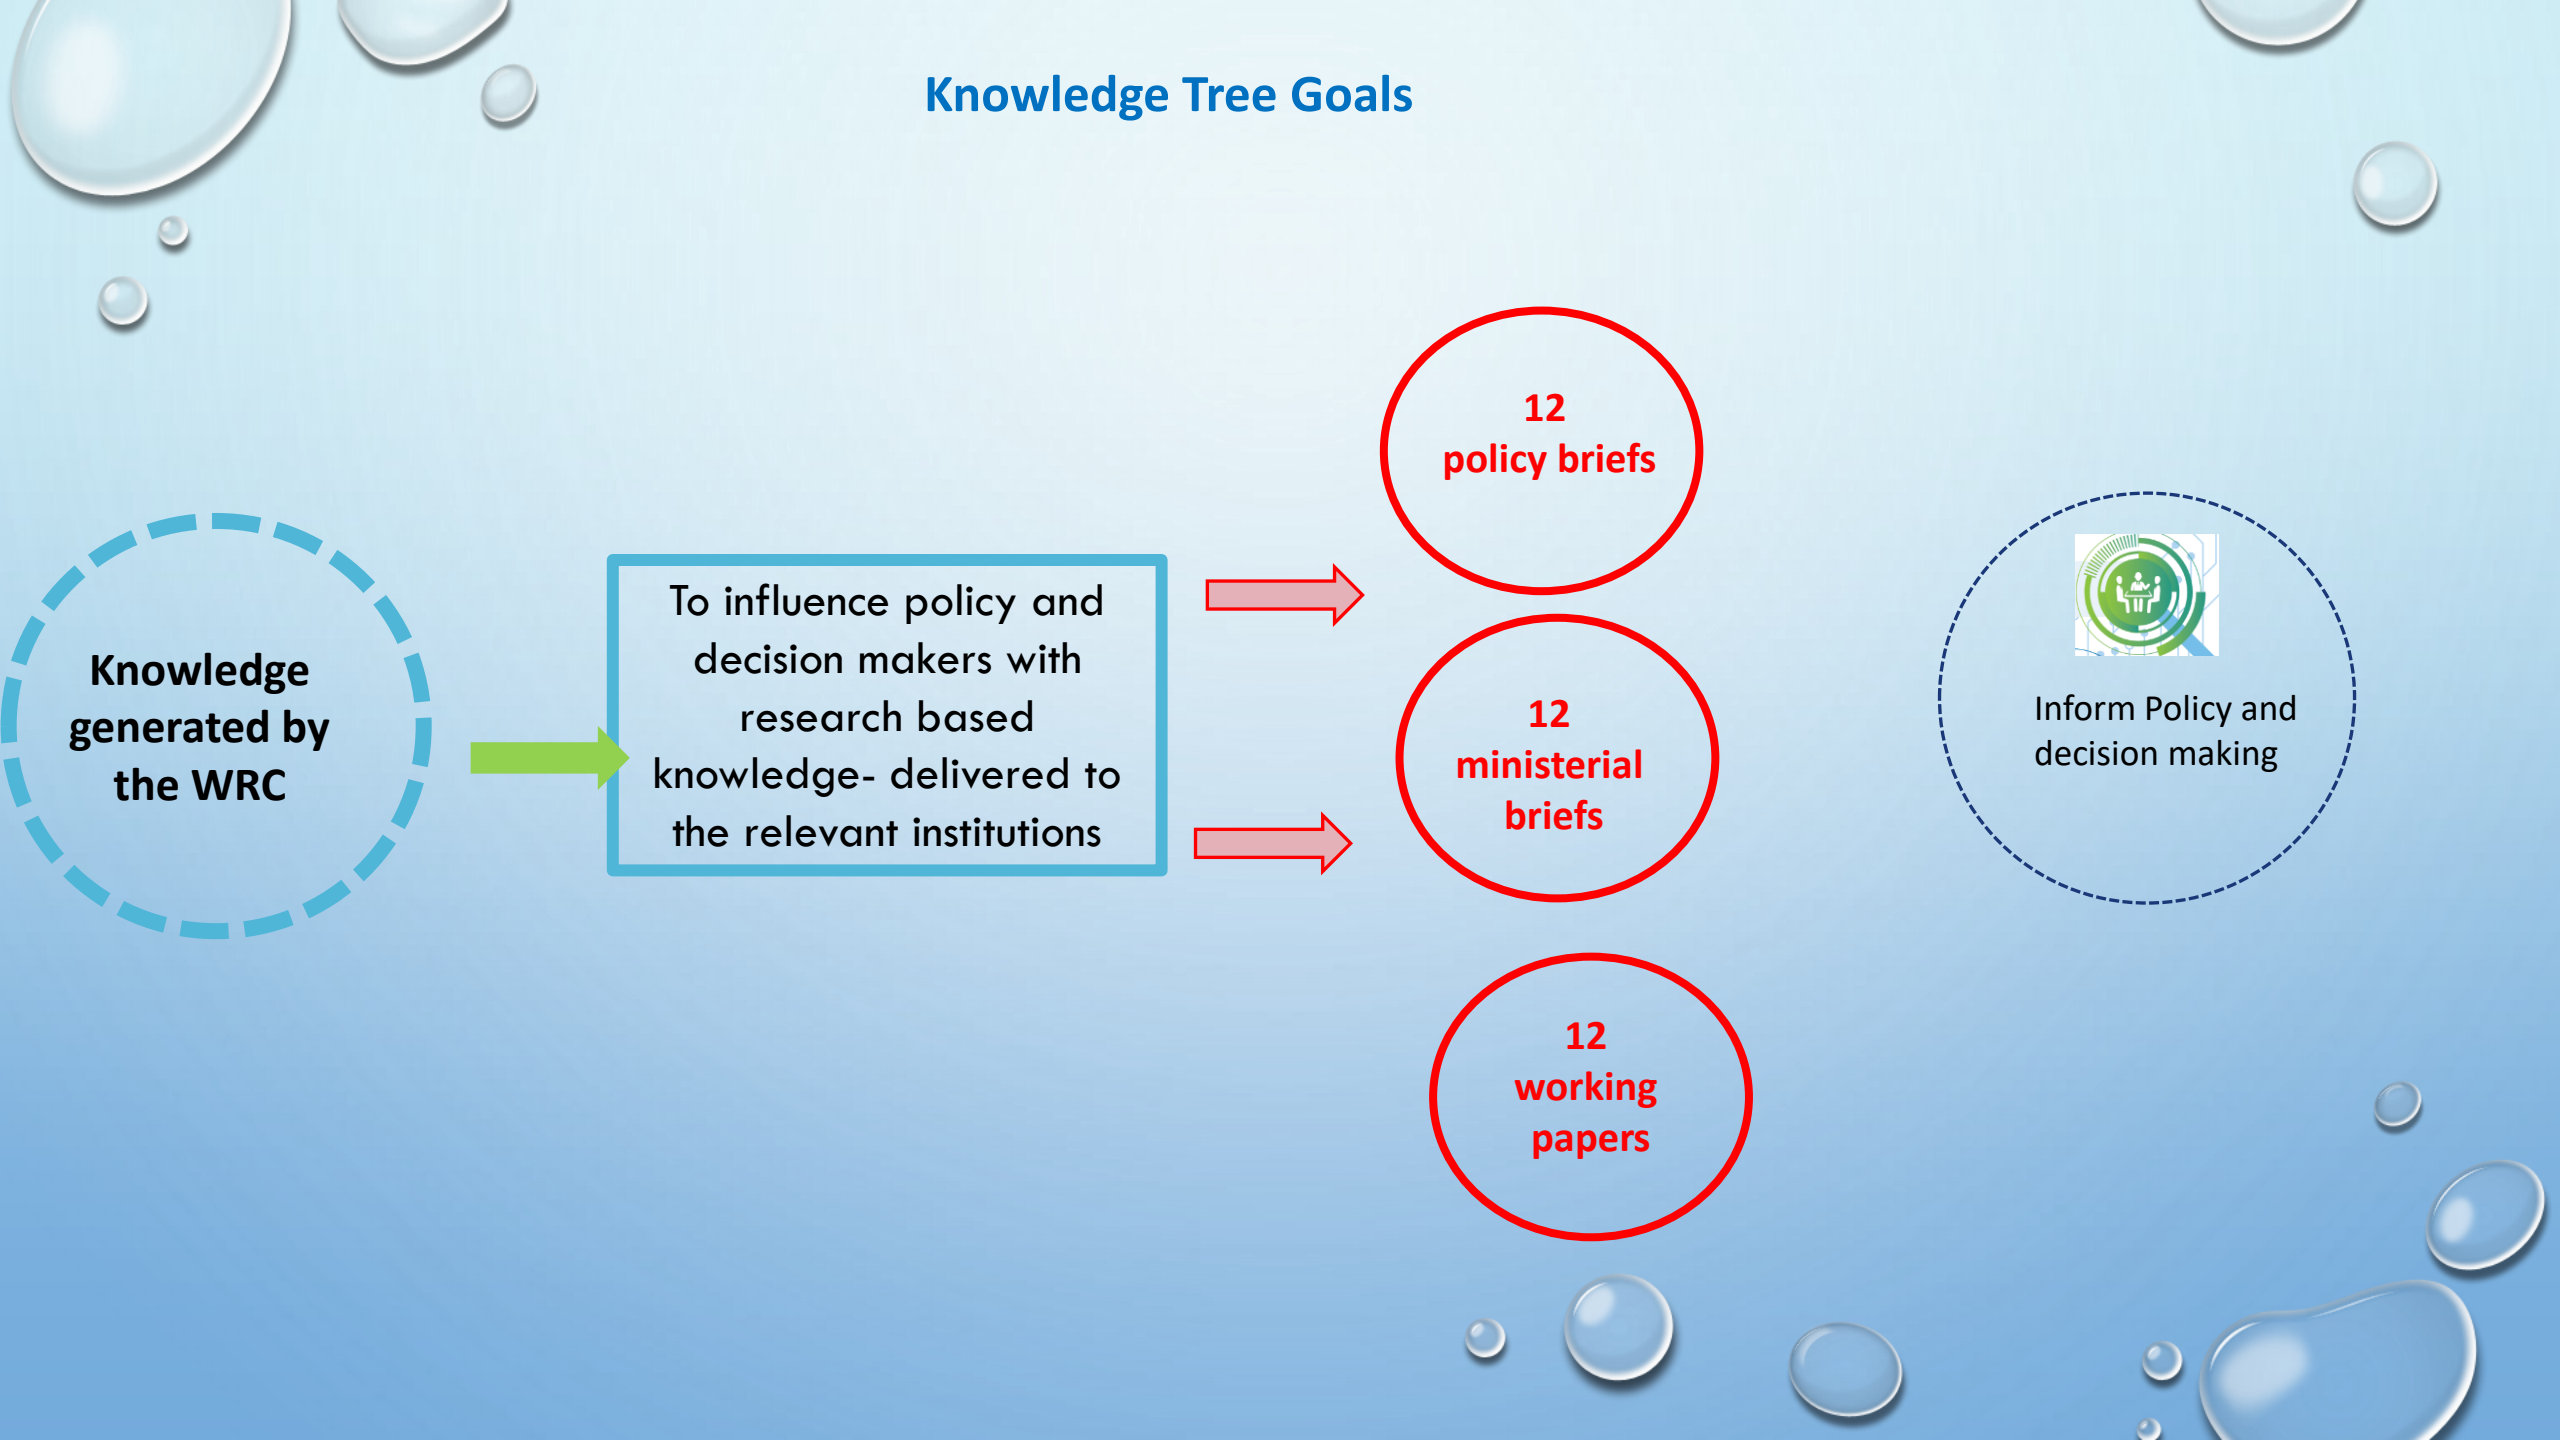 Knowledge Tree Goals
Knowledge
generated by
the WRC
To influence policy and
decision makers with
research based
knowledge- delivered to
the relevant institutions
12
policy briefs
12
ministerial
briefs
12
working
papers
Inform Policy and
decision making